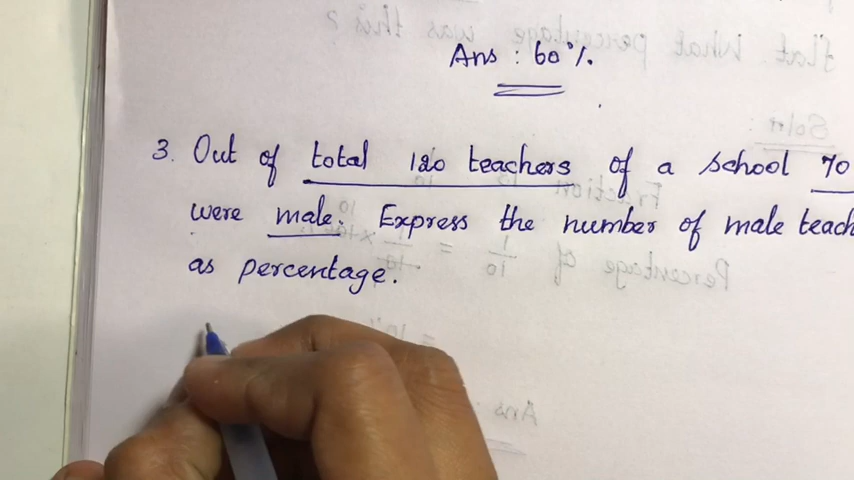 Ans : 60%.
3. Out of total 120 teachers of a school 70
were male. Express the number of male teach
as percentage.